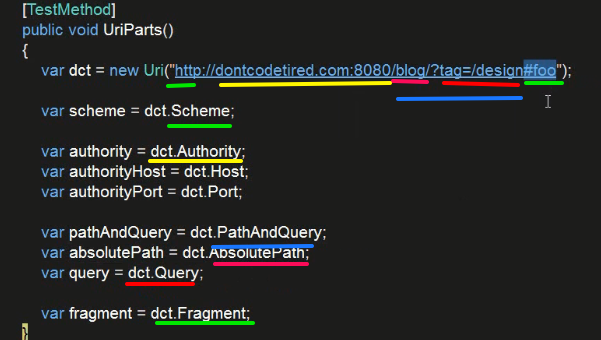 [TestMethod]
public void UriParts()
{
var dct = new Uri("http://dontcodetired.com:8080/blog/?tag=/design#foo");
var scheme = dct.Scheme;
var authority = dct.Authority;
var authorityHost = dct.Host;
var authorityPort = dct.Port;
var pathAndQuery = dct.PathAndQuery;
var absolutePath = dct.AbsolutePath;
var query = dct.Query;
var fragment = dct.Fragment;
}